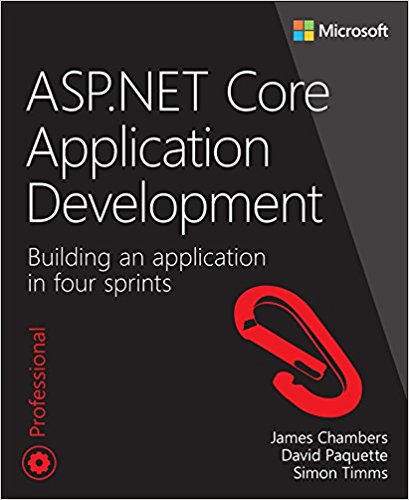 Microsoft
ASP.NET Core
Application
Development
Building an application
in four sprints
Professional
James Chambers
David Paquette
Simon Timms